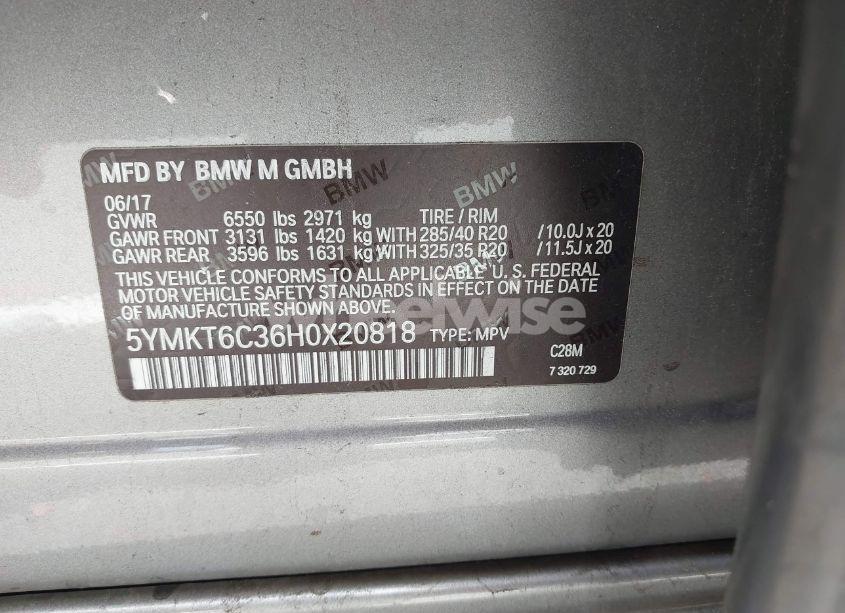 MFD BY BMW M GMBH
06/17
GVWR 6550 lbs 2971 kg TIRE / RIM
GAWR FRONT 3131 lbs 1420 kg WITH 285/40 R20 /10.0J x 20
GAWR REAR 3596 lbs 1631 kg WITH 325/35 R20 /11.5J x 20
THIS VEHICLE CONFORMS TO ALL APPLICABLE U. S. FEDERAL
MOTOR VEHICLE SAFETY STANDARDS IN EFFECT ON THE DATE
OF MANUFACTURE SHOWN ABOVE.
5YMKT6C36H0X20818 TYPE: MPV
C28M
7 320 729
BMW
BMW